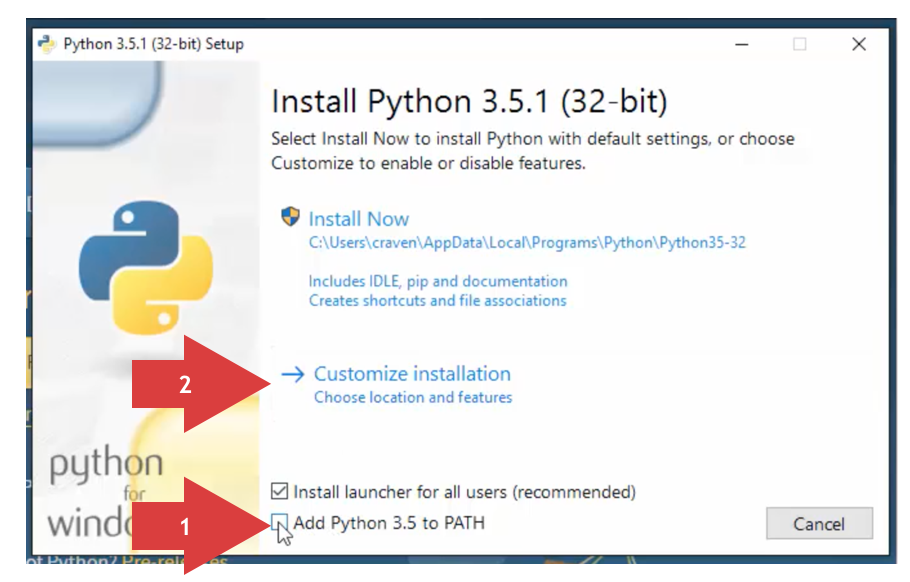 Python 3.5.1 (32-bit) Setup
Install Python 3.5.1 (32-bit)
Select Install Now to install Python with default settings, or choose
Customize to enable or disable features.
Install Now
C:\Users\craven\AppData\Local\Programs\Python\Python35-32
Includes IDLE, pip and documentation
Creates shortcuts and file associations
2
Customize installation
Choose location and features
python
for
windo
Install launcher for all users (recommended)
1
Add Python 3.5 to PATH
Cancel
ot Python? Pre-releases